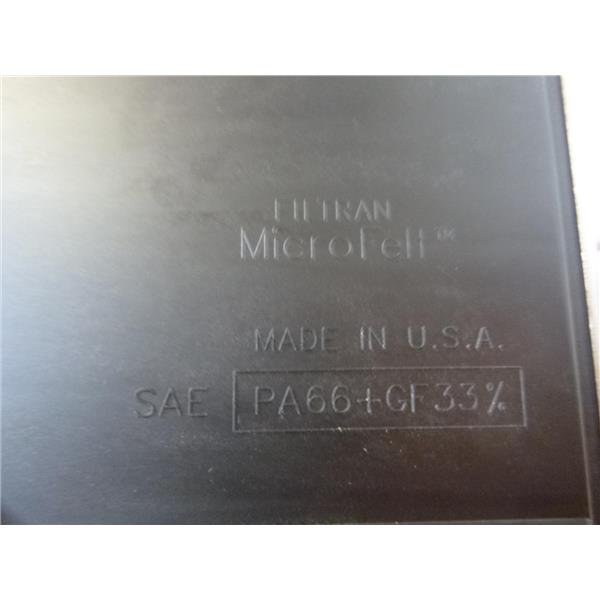 FILTRAN
MicroFelt™
MADE IN U.S.A.
SAE PA66+GF33%